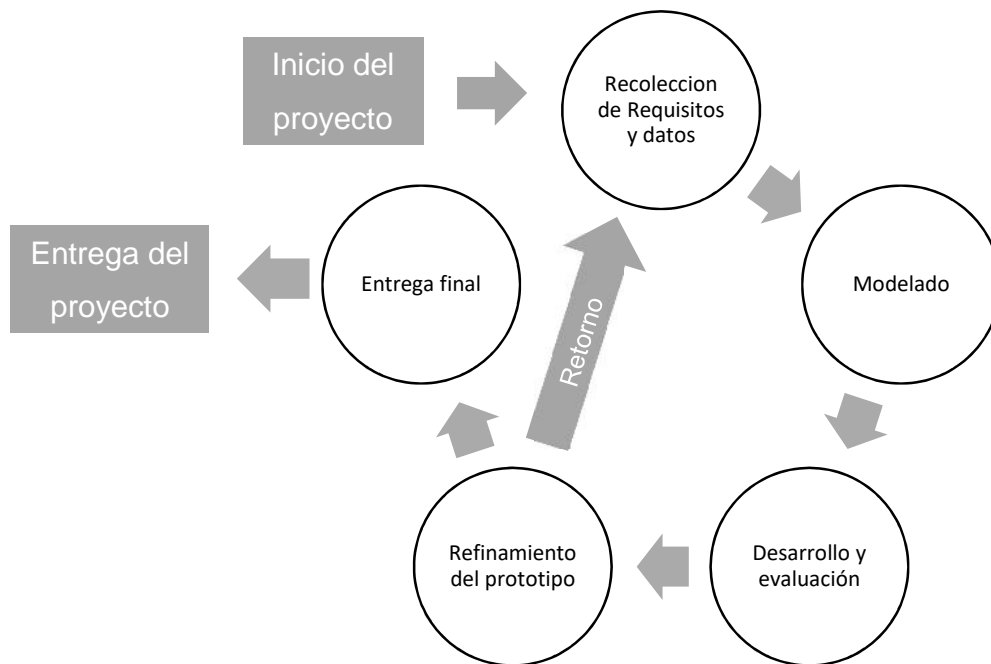 Inicio del
proyecto
Recoleccion
de Requisitos
y datos
Modelado
Desarrollo y
evaluación
Refinamiento
del prototipo
Retorno
Entrega final
Entrega del
proyecto